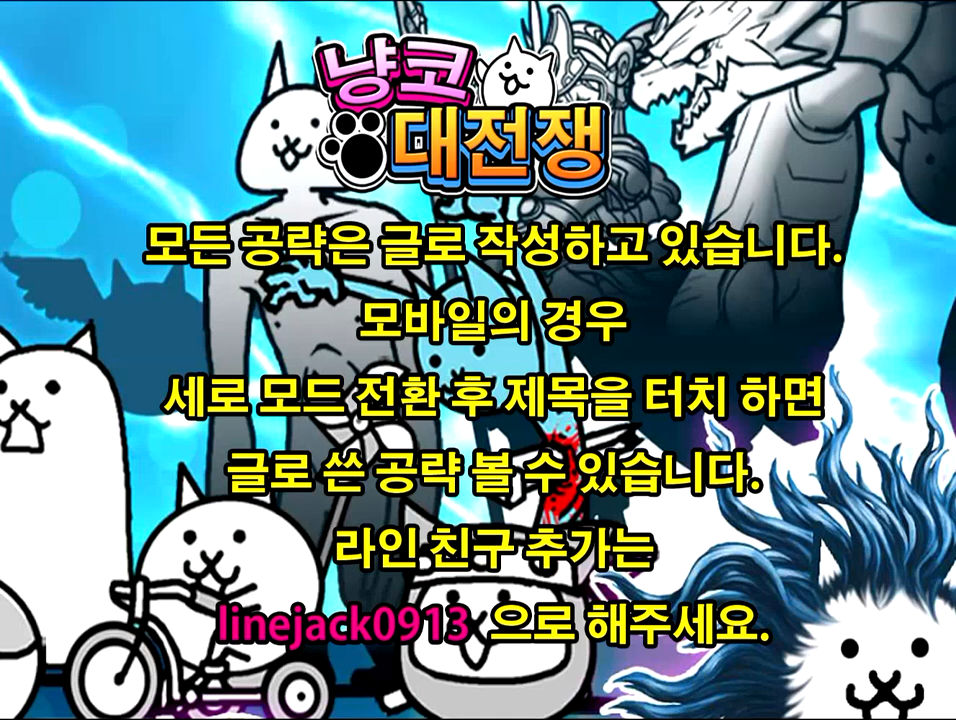 냥코
대전쟁
모든 공략은 글로 작성하고 있습니다.
모바일의 경우
세로 모드 전환 후 제목을 터치 하면
글로 쓴 공략 볼 수 있습니다.
라인 친구 추가는
linejack0913 으로 해주세요.